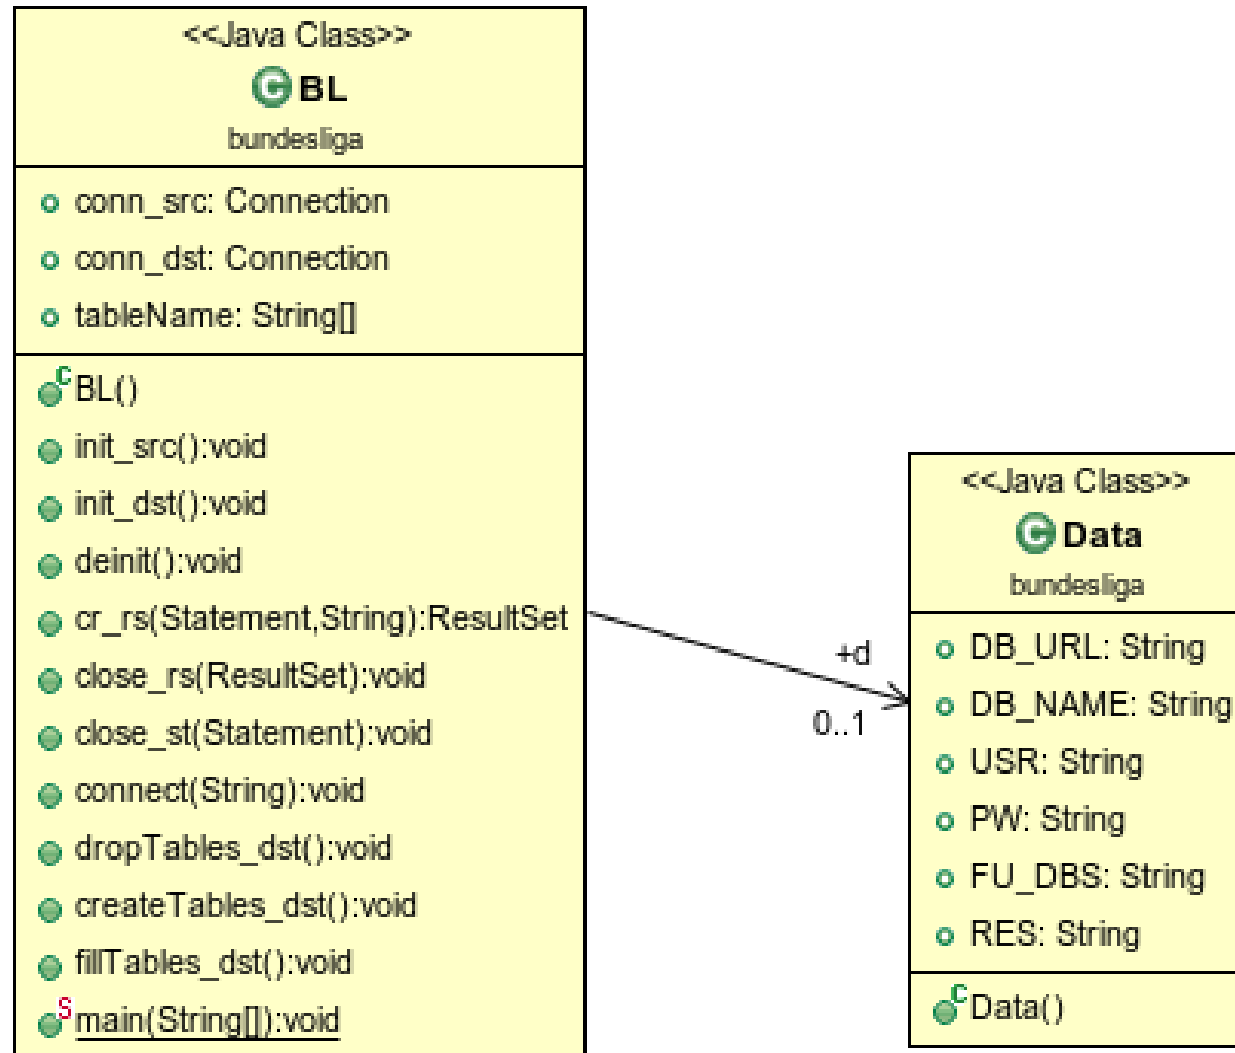 <<Java Class>>
C BL
bundesliga
conn_src: Connection
conn_dst: Connection
tableName: String[]
C BL()
init_src():void
init_dst():void
deinit():void
cr_rs(Statement,String):ResultSet
close_rs(ResultSet):void
close_st(Statement):void
connect(String):void
dropTables_dst():void
createTables_dst():void
fillTables_dst():void
S main(String[]):void
+d
0..1
<<Java Class>>
C Data
bundesliga
DB_URL: String
DB_NAME: String
USR: String
PW: String
FU_DBS: String
RES: String
C Data()